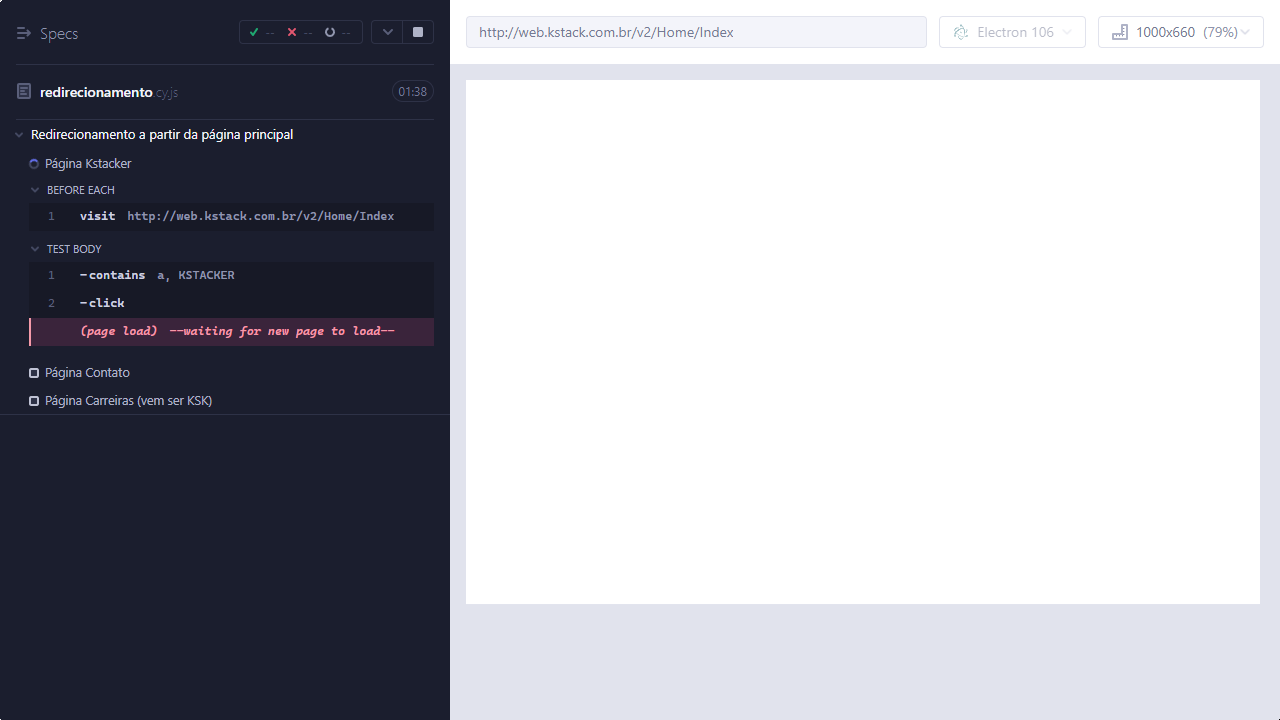 Specs
-- -- --
redirecionamento.cy.js 01:38
Redirecionamento a partir da página principal
Página Kstacker
BEFORE EACH
1 visit http://web.kstack.com.br/v2/Home/Index
TEST BODY
1 -contains a, KSTACKER
2 -click
(page load) --waiting for new page to load--
Página Contato
Página Carreiras (vem ser KSK)
http://web.kstack.com.br/v2/Home/Index
Electron 106
1000x660 (79%)